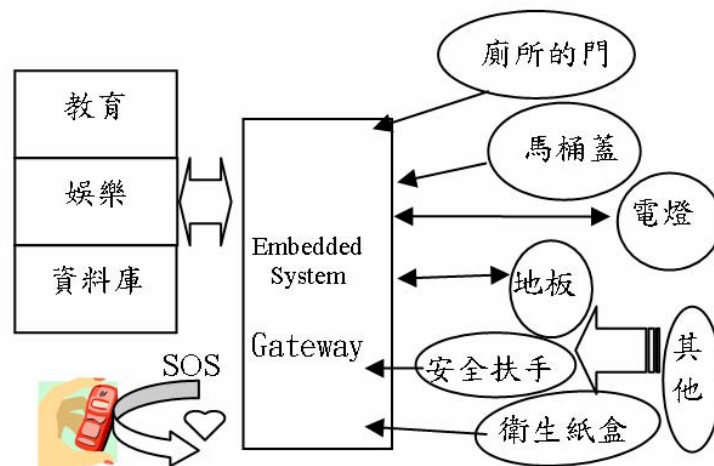 教育
娛樂
資料庫
SOS
Embedded
System
Gateway
廁所的門
馬桶蓋
電燈
地板
安全扶手
衛生紙盒
其他